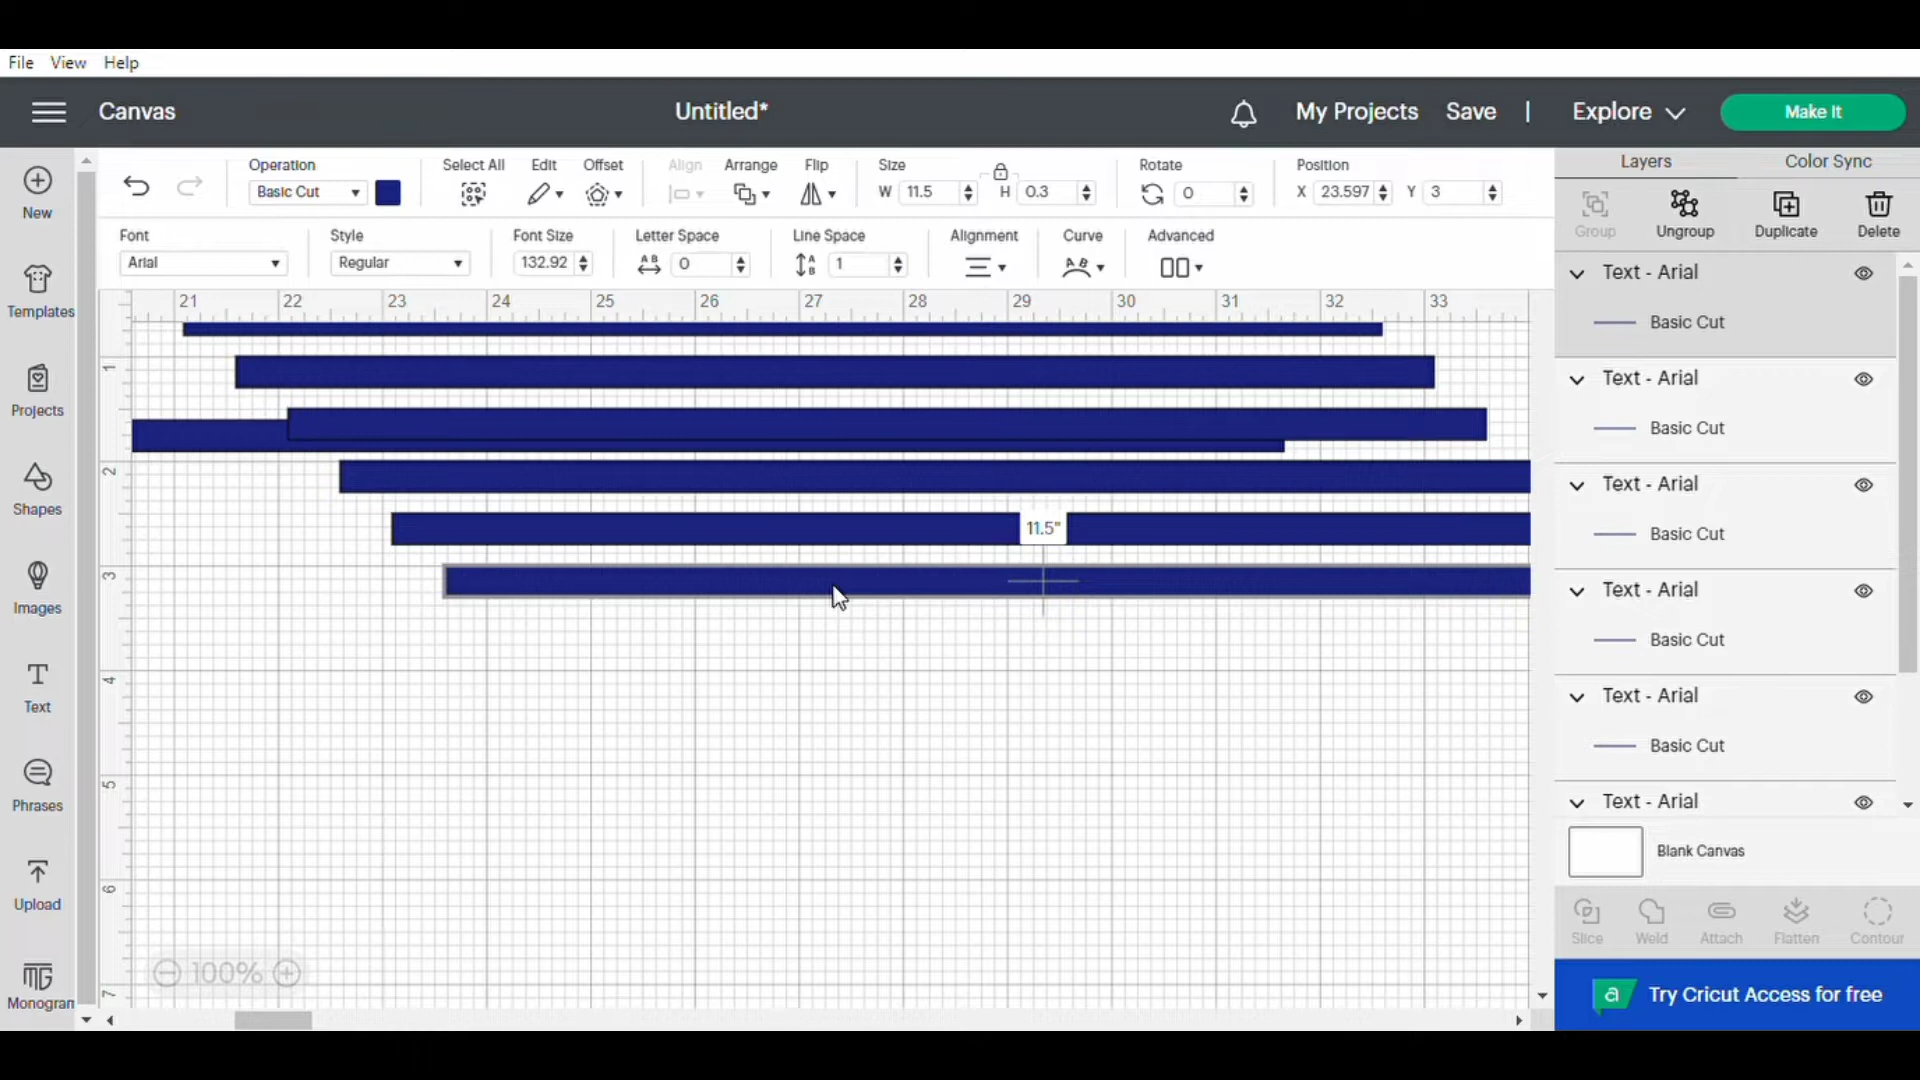 File View Help
Canvas Untitled* My Projects Save | Explore Make It
Operation Select All Edit Offset Align Arrange Flip Size Rotate Position
Basic Cut W 11.5 H 0.3 0 X 23.597 Y 3
Font Style Font Size Letter Space Line Space Alignment Curve Advanced
Arial Regular 132.92 0 1
21 22 23 24 25 26 27 28 29 30 31 32 33
1
2
3
4
5
6
7
11.5"
100%
New
Templates
Projects
Shapes
Images
Text
Phrases
Upload
MG
Monogram
Layers Color Sync
Group Ungroup Duplicate Delete
Text - Arial
Basic Cut
Text - Arial
Basic Cut
Text - Arial
Basic Cut
Text - Arial
Basic Cut
Text - Arial
Basic Cut
Text - Arial
Blank Canvas
Slice Weld Attach Flatten Contour
a Try Cricut Access for free